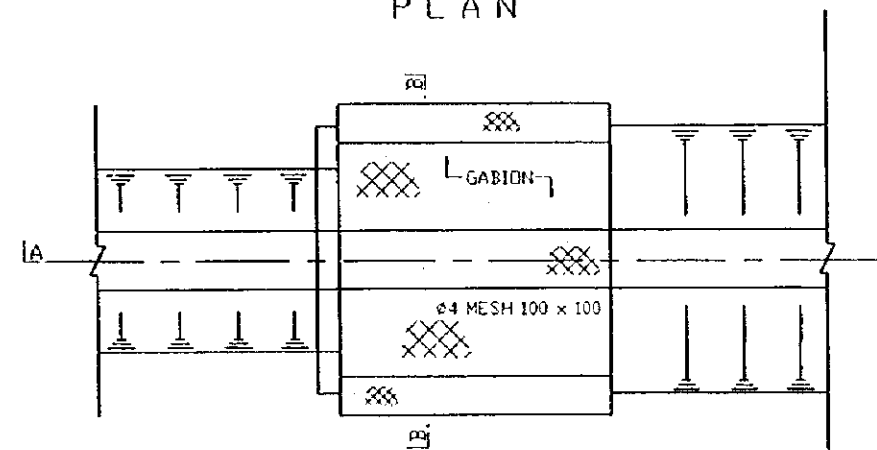 PLAN
B
GABION
A
ø4 MESH 100 x 100
B